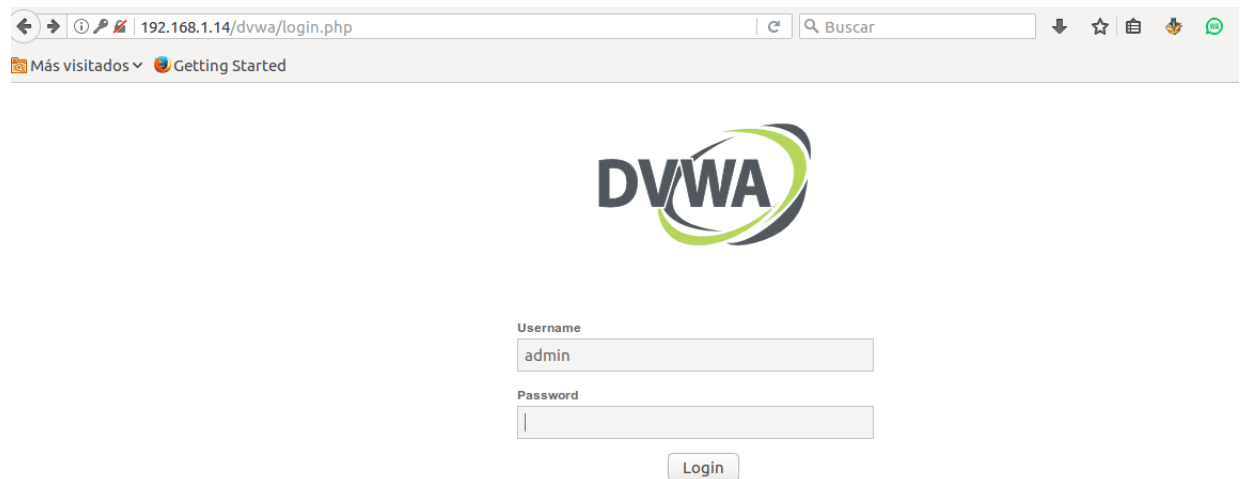 192.168.1.14/dvwa/login.php
Buscar
Más visitados
Getting Started
DVWA
Username
admin
Password
Login